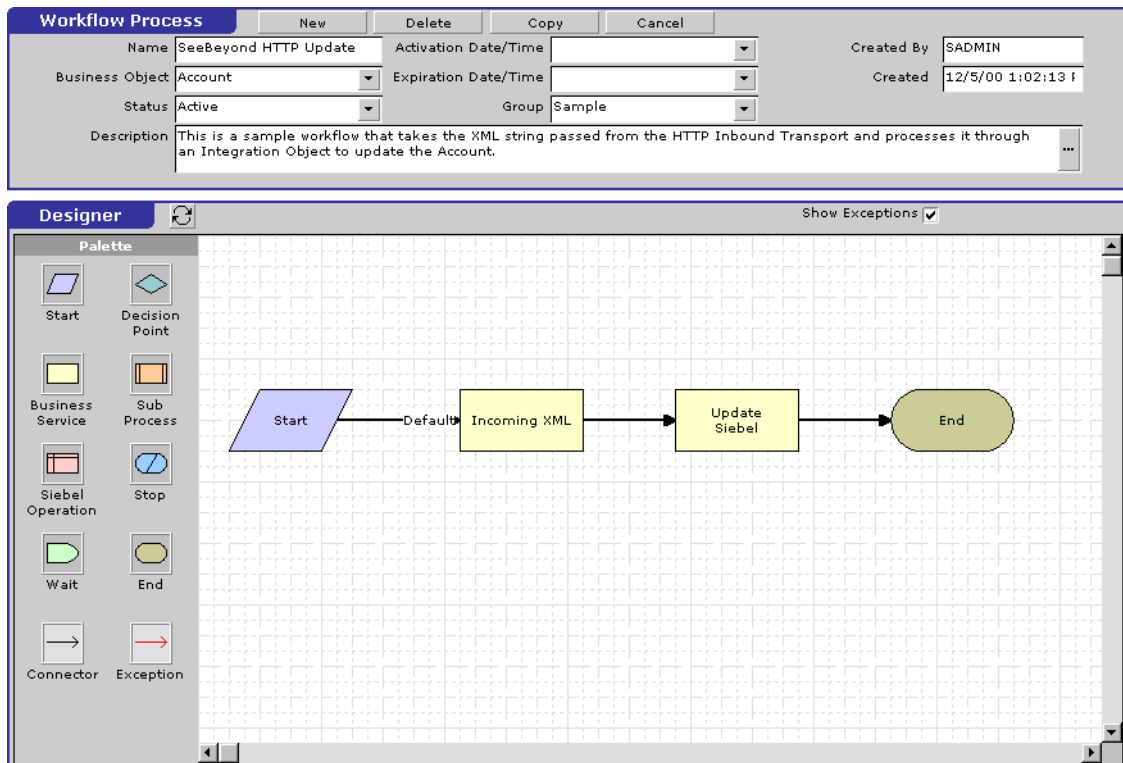 Workflow Process New Delete Copy Cancel
Name SeeBeyond HTTP Update Activation Date/Time Created By SADMIN
Business Object Account Expiration Date/Time Created 12/5/00 1:02:13
Status Active Group Sample
Description This is a sample workflow that takes the XML string passed from the HTTP Inbound Transport and processes it through
an Integration Object to update the Account.
...
Designer Show Exceptions
Palette
Start Decision
Point
Business Sub
Service Process
Siebel Stop
Operation
Wait End
Connector Exception
Start Default Incoming XML Update
Siebel End